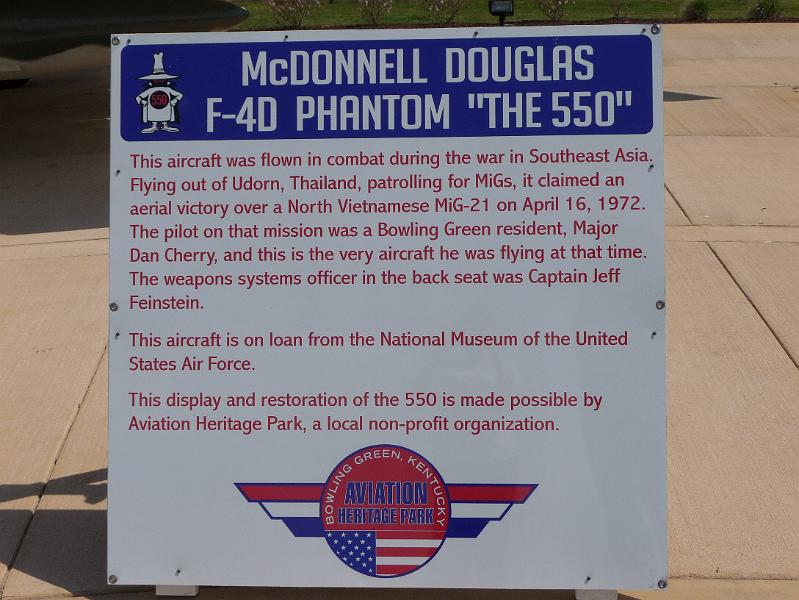 McDONNELL DOUGLAS
F-4D PHANTOM "THE 550"
550
This aircraft was flown in combat during the war in Southeast Asia.
Flying out of Udorn, Thailand, patrolling for MiGs, it claimed an
aerial victory over a North Vietnamese MiG-21 on April 16, 1972.
The pilot on that mission was a Bowling Green resident, Major
Dan Cherry, and this is the very aircraft he was flying at that time.
The weapons systems officer in the back seat was Captain Jeff
Feinstein.
This aircraft is on loan from the National Museum of the United
States Air Force.
This display and restoration of the 550 is made possible by
Aviation Heritage Park, a local non-profit organization.
BOWLING GREEN, KENTUCKY
AVIATION
HERITAGE PARK